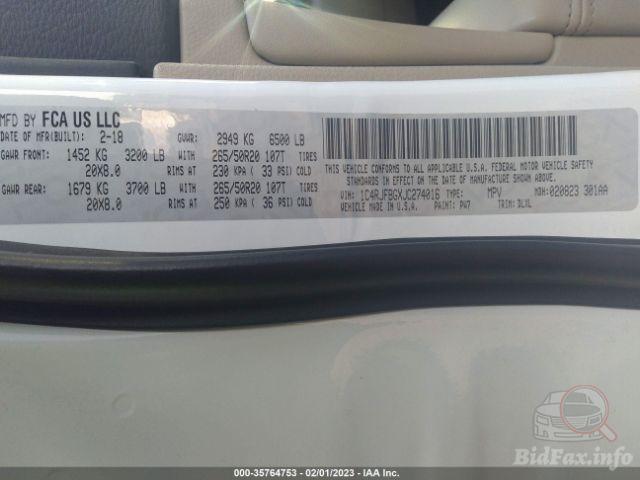 MFD BY FCA US LLC
DATE OF MFR(BUILT): 2-18 GVWR: 2949 KG 6500 LB
GAWR FRONT: 1452 KG 3200 LB WITH 265/50R20 107T TIRES
20X8.0 RIMS AT 230 KPA ( 33 PSI) COLD
GAWR REAR: 1679 KG 3700 LB WITH 265/50R20 107T TIRES
20X8.0 RIMS AT 250 KPA ( 36 PSI) COLD
THIS VEHICLE CONFORMS TO ALL APPLICABLE U.S.A. FEDERAL MOTOR VEHICLE SAFETY
STANDARDS IN EFFECT ON THE DATE OF MANUFACTURE SHOWN ABOVE.
VIN: 1C4RJFBGXJC274016 TYPE: MPV MDH: 020823 301AA
MADE IN U.S.A. PAINT: PW7 TRIM: DLXL
BidFax.info
000-35764753 - 02/01/2023 - IAA Inc.